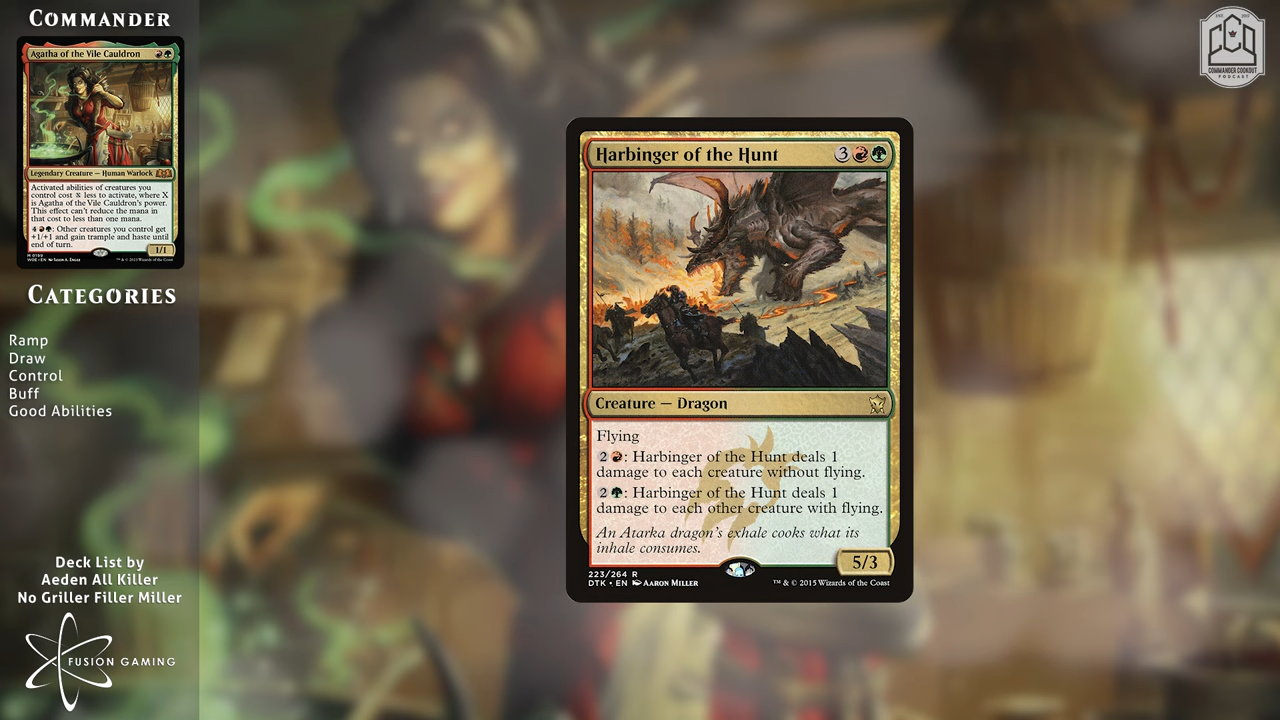 COMMANDER
Agatha of the Vile Cauldron
Legendary Creature — Human Warlock
Activated abilities of creatures you
control cost X less to activate, where X
is Agatha of the Vile Cauldron's power.
This effect can't reduce the mana in
that cost to less than one mana.
4: Other creatures you control get
+1/+1 and gain trample and haste until
end of turn.
1/1
CATEGORIES
Ramp
Draw
Control
Buff
Good Abilities
Deck List by
Aeden All Killer
No Griller Filler Miller
FUSION GAMING
CCO
COMMANDER COOKOUT
PODCAST
Harbinger of the Hunt
3
Creature — Dragon
Flying
2: Harbinger of the Hunt deals 1
damage to each creature without flying.
2: Harbinger of the Hunt deals 1
damage to each other creature with flying.
An Atarka dragon's exhale cooks what its
inhale consumes.
5/3
223/264 R
DTK • EN AARON MILLER
™ & © 2015 Wizards of the Coast